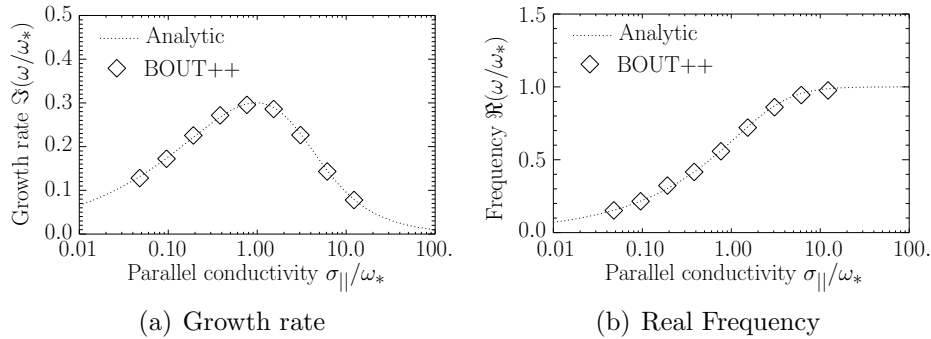 0.5
0.4
0.3
0.2
0.1
0.0
Growth rate ℑ(ω/ω*)
Analytic
BOUT++
0.01 0.10 1.00 10.0 100.
Parallel conductivity σ||/ω*
(a) Growth rate
1.5
1.0
0.5
0.0
Frequency ℜ(ω/ω*)
Analytic
BOUT++
0.01 0.10 1.00 10.0 100.
Parallel conductivity σ||/ω*
(b) Real Frequency